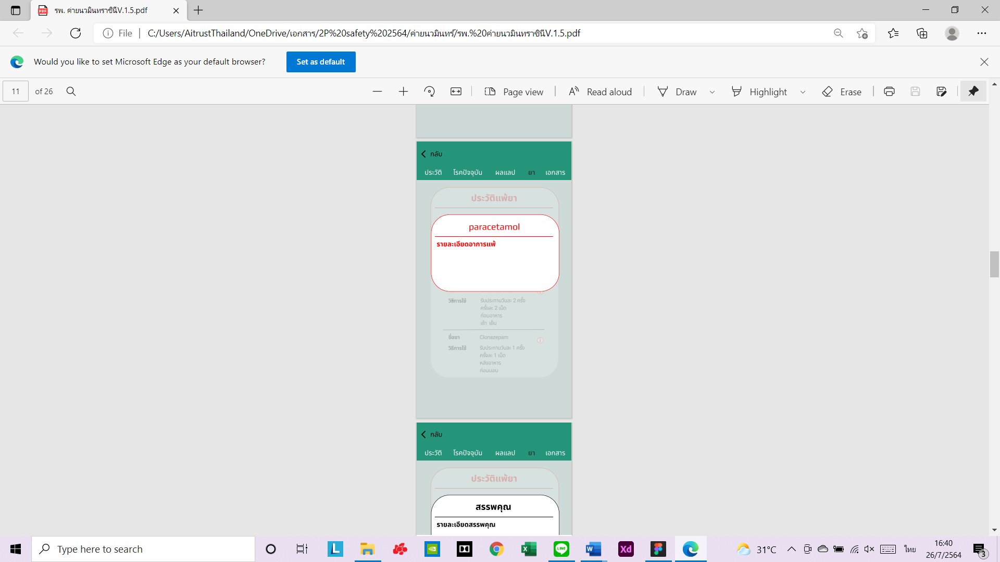 รพ. ค่ายนวมินทราชินีV.1.5.pdf
File
C:/Users/AitrustThailand/OneDrive/เอกสาร/2P%20safety%202564/ค่ายนวมินทร์/รพ.%20ค่ายนวมินทราชินีV.1.5.pdf
Would you like to set Microsoft Edge as your default browser?
Set as default
11 of 26
Page view
Read aloud
Draw
Highlight
Erase
กลับ
ประวัติ โรคปัจจุบัน ผลแลป ยา เอกสาร
ประวัติแพ้ยา
paracetamol
รายละเอียดอาการแพ้
วิธีการใช้ รับประทานวันละ 2 ครั้ง
ครั้งละ 2 เม็ด
ก่อนอาหาร
เช้า เย็น
ชื่อยา Clonazepam
วิธีการใช้ รับประทานวันละ 1 ครั้ง
ครั้งละ 1 เม็ด
หลังอาหาร
ก่อนนอน
กลับ
ประวัติ โรคปัจจุบัน ผลแลป ยา เอกสาร
ประวัติแพ้ยา
สรรพคุณ
รายละเอียดสรรพคุณ
Type here to search
31°C
ไทย
16:40
26/7/2564
3